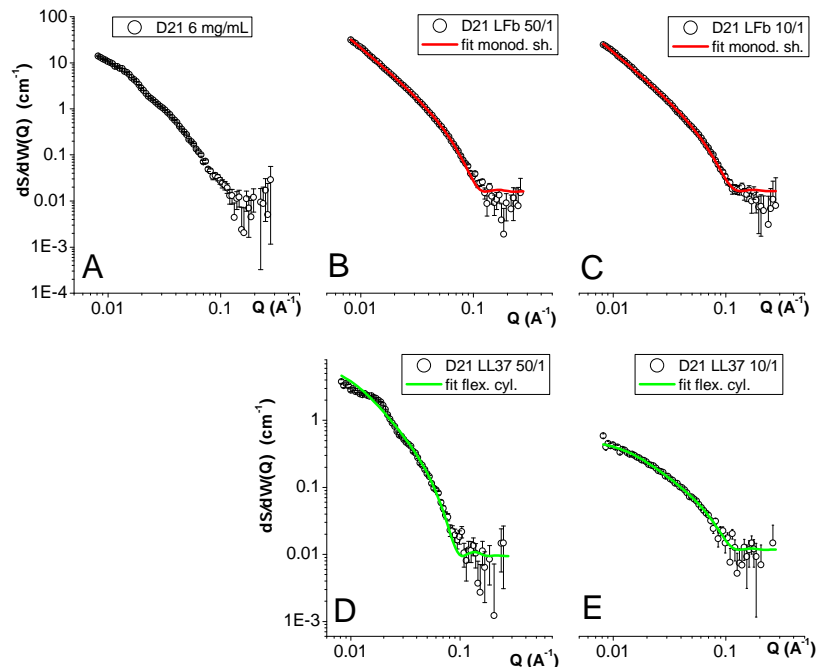 D21 6 mg/mL
100
10
1
0.1
0.01
1E-3
1E-4
dS/dW(Q) (cm⁻¹)
A
0.01
0.1
Q (A⁻¹)
D21 LFb 50/1
fit monod. sh.
B
0.01
0.1
Q (A⁻¹)
D21 LFb 10/1
fit monod. sh.
C
0.01
0.1
Q (A⁻¹)
D21 LL37 50/1
fit flex. cyl.
1
0.1
0.01
1E-3
dS/dW(Q) (cm⁻¹)
D
0.01
0.1
Q (A⁻¹)
D21 LL37 10/1
fit flex. cyl.
E
0.01
0.1
Q (A⁻¹)